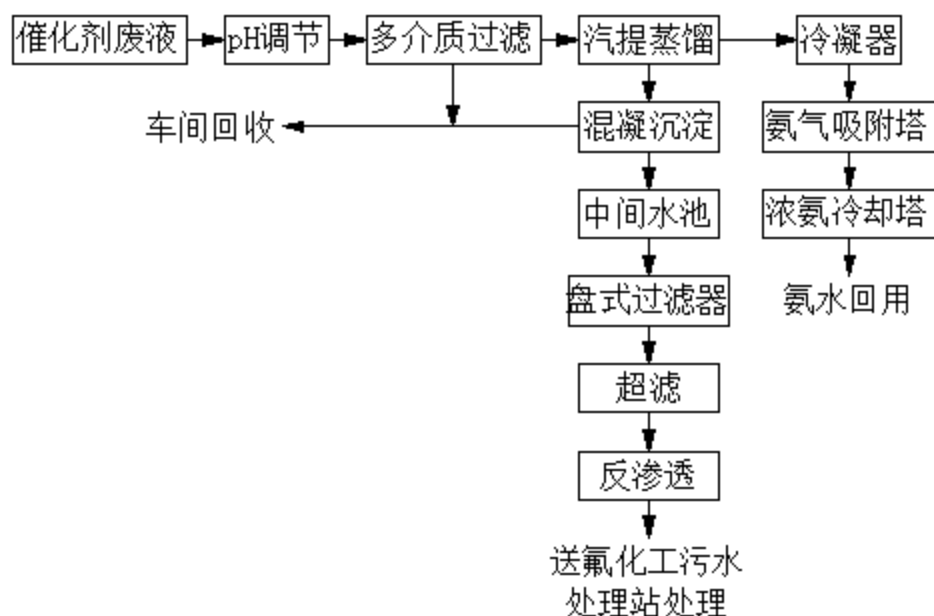 催化剂废液
pH调节
多介质过滤
汽提蒸馏
冷凝器
车间回收
混凝沉淀
氨气吸附塔
中间水池
浓氨冷却塔
盘式过滤器
氨水回用
超滤
反渗透
送氟化工污水
处理站处理